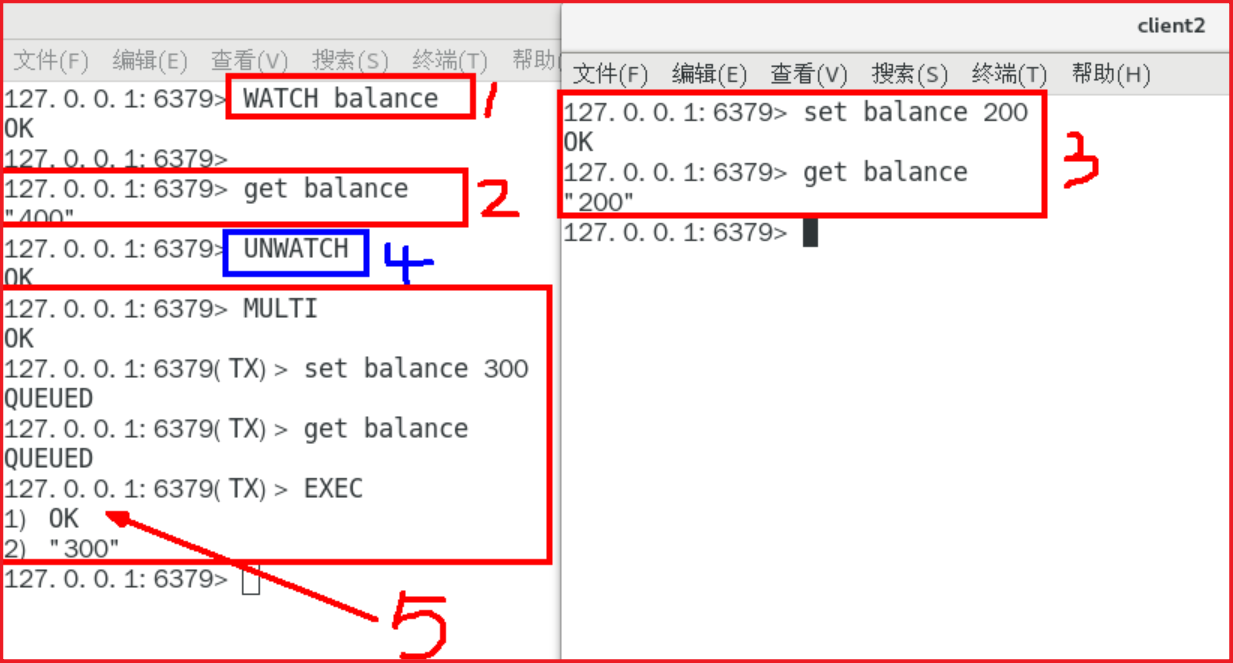 文件(F) 编辑(E) 查看(V) 搜索(S) 终端(T) 帮助(
127.0.0.1:6379> WATCH balance
1
OK
127.0.0.1:6379>
127.0.0.1:6379> get balance
"400"
2
127.0.0.1:6379> UNWATCH
4
OK
127.0.0.1:6379> MULTI
OK
127.0.0.1:6379(TX)> set balance 300
QUEUED
127.0.0.1:6379(TX)> get balance
QUEUED
127.0.0.1:6379(TX)> EXEC
1) OK
2) "300"
127.0.0.1:6379>
5
client2
文件(F) 编辑(E) 查看(V) 搜索(S) 终端(T) 帮助(H)
127.0.0.1:6379> set balance 200
OK
127.0.0.1:6379> get balance
"200"
3
127.0.0.1:6379>